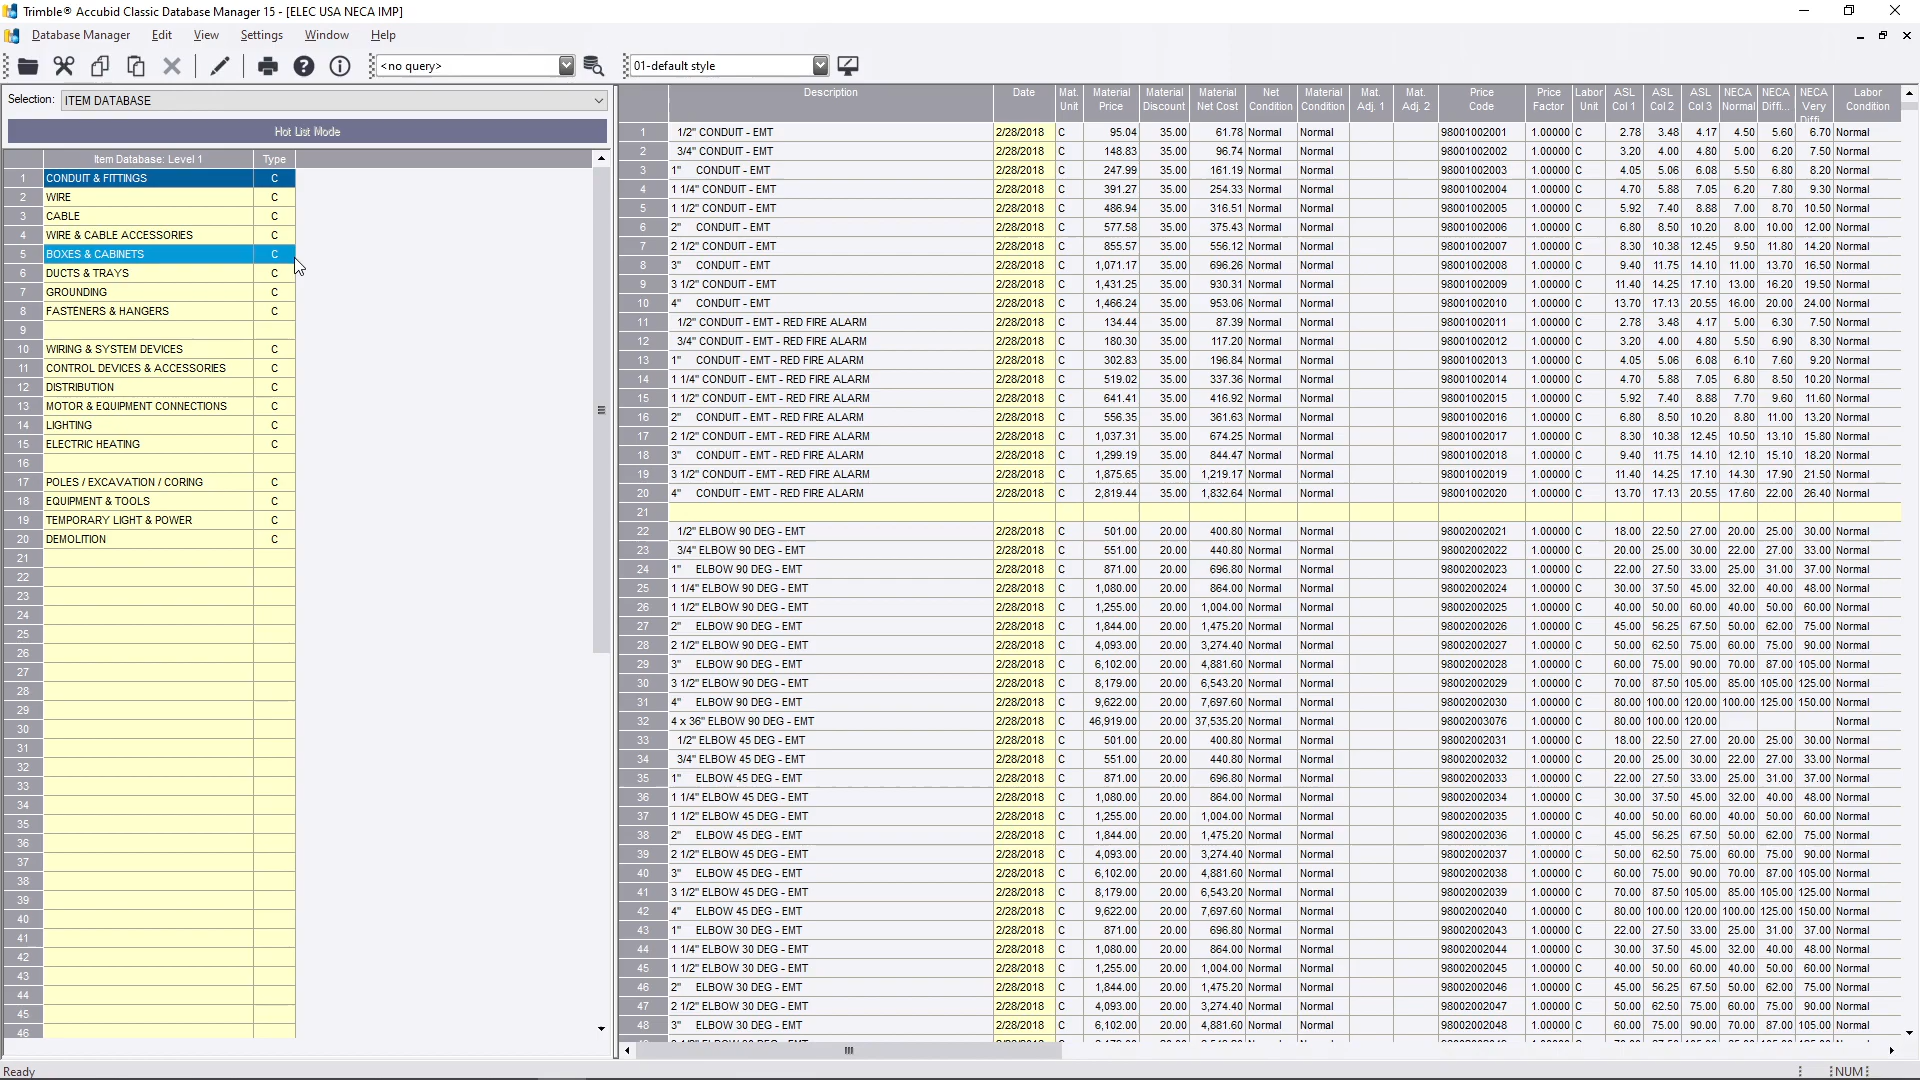 Trimble® Accubid Classic Database Manager 15 - [ELEC USA NECA IMP]
Database Manager Edit View Settings Window Help
<no query> 01-default style
Selection: ITEM DATABASE
Hot List Mode
Item Database: Level 1 Type
1 CONDUIT & FITTINGS C
2 WIRE C
3 CABLE C
4 WIRE & CABLE ACCESSORIES C
5 BOXES & CABINETS C
6 DUCTS & TRAYS C
7 GROUNDING C
8 FASTENERS & HANGERS C
9
10 WIRING & SYSTEM DEVICES C
11 CONTROL DEVICES & ACCESSORIES C
12 DISTRIBUTION C
13 MOTOR & EQUIPMENT CONNECTIONS C
14 LIGHTING C
15 ELECTRIC HEATING C
16
17 POLES / EXCAVATION / CORING C
18 EQUIPMENT & TOOLS C
19 TEMPORARY LIGHT & POWER C
20 DEMOLITION C
21
22
23
24
25
26
27
28
29
30
31
32
33
34
35
36
37
38
39
40
41
42
43
44
45
46
Description Date Mat. Unit Material Price Material Discount Material Net Cost Net Condition Material Condition Mat. Adj. 1 Mat. Adj. 2 Price Code Price Factor Labor Unit ASL Col 1 ASL Col 2 ASL Col 3 NECA Normal NECA Diffi... NECA Very Diffi... Labor Condition
1 1/2" CONDUIT - EMT 2/28/2018 C 95.04 35.00 61.78 Normal Normal 98001002001 1.00000 C 2.78 3.48 4.17 4.50 5.60 6.70 Normal
2 3/4" CONDUIT - EMT 2/28/2018 C 148.83 35.00 96.74 Normal Normal 98001002002 1.00000 C 3.20 4.00 4.80 5.00 6.20 7.50 Normal
3 1" CONDUIT - EMT 2/28/2018 C 247.99 35.00 161.19 Normal Normal 98001002003 1.00000 C 4.05 5.06 6.08 5.50 6.80 8.20 Normal
4 1 1/4" CONDUIT - EMT 2/28/2018 C 391.27 35.00 254.33 Normal Normal 98001002004 1.00000 C 4.70 5.88 7.05 6.20 7.80 9.30 Normal
5 1 1/2" CONDUIT - EMT 2/28/2018 C 486.94 35.00 316.51 Normal Normal 98001002005 1.00000 C 5.92 7.40 8.88 7.00 8.70 10.50 Normal
6 2" CONDUIT - EMT 2/28/2018 C 577.58 35.00 375.43 Normal Normal 98001002006 1.00000 C 6.80 8.50 10.20 8.00 10.00 12.00 Normal
7 2 1/2" CONDUIT - EMT 2/28/2018 C 855.57 35.00 556.12 Normal Normal 98001002007 1.00000 C 8.30 10.38 12.45 9.50 11.80 14.20 Normal
8 3" CONDUIT - EMT 2/28/2018 C 1,071.17 35.00 696.26 Normal Normal 98001002008 1.00000 C 9.40 11.75 14.10 11.00 13.70 16.50 Normal
9 3 1/2" CONDUIT - EMT 2/28/2018 C 1,431.25 35.00 930.31 Normal Normal 98001002009 1.00000 C 11.40 14.25 17.10 13.00 16.20 19.50 Normal
10 4" CONDUIT - EMT 2/28/2018 C 1,466.24 35.00 953.06 Normal Normal 98001002010 1.00000 C 13.70 17.13 20.55 16.00 20.00 24.00 Normal
11 1/2" CONDUIT - EMT - RED FIRE ALARM 2/28/2018 C 134.44 35.00 87.39 Normal Normal 98001002011 1.00000 C 2.78 3.48 4.17 5.00 6.30 7.50 Normal
12 3/4" CONDUIT - EMT - RED FIRE ALARM 2/28/2018 C 180.30 35.00 117.20 Normal Normal 98001002012 1.00000 C 3.20 4.00 4.80 5.50 6.90 8.30 Normal
13 1" CONDUIT - EMT - RED FIRE ALARM 2/28/2018 C 302.83 35.00 196.84 Normal Normal 98001002013 1.00000 C 4.05 5.06 6.08 6.10 7.60 9.20 Normal
14 1 1/4" CONDUIT - EMT - RED FIRE ALARM 2/28/2018 C 519.02 35.00 337.36 Normal Normal 98001002014 1.00000 C 4.70 5.88 7.05 6.80 8.50 10.20 Normal
15 1 1/2" CONDUIT - EMT - RED FIRE ALARM 2/28/2018 C 641.41 35.00 416.92 Normal Normal 98001002015 1.00000 C 5.92 7.40 8.88 7.70 9.60 11.60 Normal
16 2" CONDUIT - EMT - RED FIRE ALARM 2/28/2018 C 556.35 35.00 361.63 Normal Normal 98001002016 1.00000 C 6.80 8.50 10.20 8.80 11.00 13.20 Normal
17 2 1/2" CONDUIT - EMT - RED FIRE ALARM 2/28/2018 C 1,037.31 35.00 674.25 Normal Normal 98001002017 1.00000 C 8.30 10.38 12.45 10.50 13.10 15.80 Normal
18 3" CONDUIT - EMT - RED FIRE ALARM 2/28/2018 C 1,299.19 35.00 844.47 Normal Normal 98001002018 1.00000 C 9.40 11.75 14.10 12.10 15.10 18.20 Normal
19 3 1/2" CONDUIT - EMT - RED FIRE ALARM 2/28/2018 C 1,875.65 35.00 1,219.17 Normal Normal 98001002019 1.00000 C 11.40 14.25 17.10 14.30 17.90 21.50 Normal
20 4" CONDUIT - EMT - RED FIRE ALARM 2/28/2018 C 2,819.44 35.00 1,832.64 Normal Normal 98001002020 1.00000 C 13.70 17.13 20.55 17.60 22.00 26.40 Normal
21
22 1/2" ELBOW 90 DEG - EMT 2/28/2018 C 501.00 20.00 400.80 Normal Normal 98002002021 1.00000 C 18.00 22.50 27.00 20.00 25.00 30.00 Normal
23 3/4" ELBOW 90 DEG - EMT 2/28/2018 C 551.00 20.00 440.80 Normal Normal 98002002022 1.00000 C 20.00 25.00 30.00 22.00 27.00 33.00 Normal
24 1" ELBOW 90 DEG - EMT 2/28/2018 C 871.00 20.00 696.80 Normal Normal 98002002023 1.00000 C 22.00 27.50 33.00 25.00 31.00 37.00 Normal
25 1 1/4" ELBOW 90 DEG - EMT 2/28/2018 C 1,080.00 20.00 864.00 Normal Normal 98002002024 1.00000 C 30.00 37.50 45.00 32.00 40.00 48.00 Normal
26 1 1/2" ELBOW 90 DEG - EMT 2/28/2018 C 1,255.00 20.00 1,004.00 Normal Normal 98002002025 1.00000 C 40.00 50.00 60.00 40.00 50.00 60.00 Normal
27 2" ELBOW 90 DEG - EMT 2/28/2018 C 1,844.00 20.00 1,475.20 Normal Normal 98002002026 1.00000 C 45.00 56.25 67.50 50.00 62.00 75.00 Normal
28 2 1/2" ELBOW 90 DEG - EMT 2/28/2018 C 4,093.00 20.00 3,274.40 Normal Normal 98002002027 1.00000 C 50.00 62.50 75.00 60.00 75.00 90.00 Normal
29 3" ELBOW 90 DEG - EMT 2/28/2018 C 6,102.00 20.00 4,881.60 Normal Normal 98002002028 1.00000 C 60.00 75.00 90.00 70.00 87.00 105.00 Normal
30 3 1/2" ELBOW 90 DEG - EMT 2/28/2018 C 8,179.00 20.00 6,543.20 Normal Normal 98002002029 1.00000 C 70.00 87.50 105.00 85.00 105.00 125.00 Normal
31 4" ELBOW 90 DEG - EMT 2/28/2018 C 9,622.00 20.00 7,697.60 Normal Normal 98002002030 1.00000 C 80.00 100.00 120.00 100.00 125.00 150.00 Normal
32 4 x 36" ELBOW 90 DEG - EMT 2/28/2018 C 46,919.00 20.00 37,535.20 Normal Normal 98002003076 1.00000 C 80.00 100.00 120.00 Normal
33 1/2" ELBOW 45 DEG - EMT 2/28/2018 C 501.00 20.00 400.80 Normal Normal 98002002031 1.00000 C 18.00 22.50 27.00 20.00 25.00 30.00 Normal
34 3/4" ELBOW 45 DEG - EMT 2/28/2018 C 551.00 20.00 440.80 Normal Normal 98002002032 1.00000 C 20.00 25.00 30.00 22.00 27.00 33.00 Normal
35 1" ELBOW 45 DEG - EMT 2/28/2018 C 871.00 20.00 696.80 Normal Normal 98002002033 1.00000 C 22.00 27.50 33.00 25.00 31.00 37.00 Normal
36 1 1/4" ELBOW 45 DEG - EMT 2/28/2018 C 1,080.00 20.00 864.00 Normal Normal 98002002034 1.00000 C 30.00 37.50 45.00 32.00 40.00 48.00 Normal
37 1 1/2" ELBOW 45 DEG - EMT 2/28/2018 C 1,255.00 20.00 1,004.00 Normal Normal 98002002035 1.00000 C 40.00 50.00 60.00 40.00 50.00 60.00 Normal
38 2" ELBOW 45 DEG - EMT 2/28/2018 C 1,844.00 20.00 1,475.20 Normal Normal 98002002036 1.00000 C 45.00 56.25 67.50 50.00 62.00 75.00 Normal
39 2 1/2" ELBOW 45 DEG - EMT 2/28/2018 C 4,093.00 20.00 3,274.40 Normal Normal 98002002037 1.00000 C 50.00 62.50 75.00 60.00 75.00 90.00 Normal
40 3" ELBOW 45 DEG - EMT 2/28/2018 C 6,102.00 20.00 4,881.60 Normal Normal 98002002038 1.00000 C 60.00 75.00 90.00 70.00 87.00 105.00 Normal
41 3 1/2" ELBOW 45 DEG - EMT 2/28/2018 C 8,179.00 20.00 6,543.20 Normal Normal 98002002039 1.00000 C 70.00 87.50 105.00 85.00 105.00 125.00 Normal
42 4" ELBOW 45 DEG - EMT 2/28/2018 C 9,622.00 20.00 7,697.60 Normal Normal 98002002040 1.00000 C 80.00 100.00 120.00 100.00 125.00 150.00 Normal
43 1" ELBOW 30 DEG - EMT 2/28/2018 C 871.00 20.00 696.80 Normal Normal 98002002043 1.00000 C 22.00 27.50 33.00 25.00 31.00 37.00 Normal
44 1 1/4" ELBOW 30 DEG - EMT 2/28/2018 C 1,080.00 20.00 864.00 Normal Normal 98002002044 1.00000 C 30.00 37.50 45.00 32.00 40.00 48.00 Normal
45 1 1/2" ELBOW 30 DEG - EMT 2/28/2018 C 1,255.00 20.00 1,004.00 Normal Normal 98002002045 1.00000 C 40.00 50.00 60.00 40.00 50.00 60.00 Normal
46 2" ELBOW 30 DEG - EMT 2/28/2018 C 1,844.00 20.00 1,475.20 Normal Normal 98002002046 1.00000 C 45.00 56.25 67.50 50.00 62.00 75.00 Normal
47 2 1/2" ELBOW 30 DEG - EMT 2/28/2018 C 4,093.00 20.00 3,274.40 Normal Normal 98002002047 1.00000 C 50.00 62.50 75.00 60.00 75.00 90.00 Normal
48 3" ELBOW 30 DEG - EMT 2/28/2018 C 6,102.00 20.00 4,881.60 Normal Normal 98002002048 1.00000 C 60.00 75.00 90.00 70.00 87.00 105.00 Normal
Ready NUM